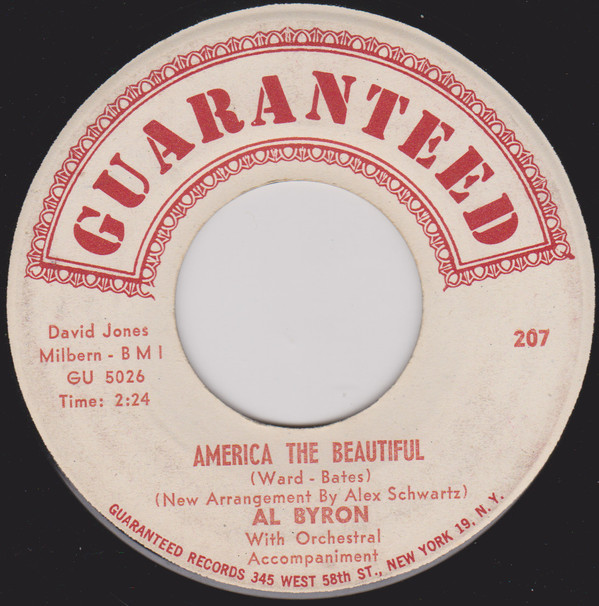 GUARANTEED
David Jones
Milbern - B M I
GU 5026
Time: 2:24
207
AMERICA THE BEAUTIFUL
(Ward - Bates)
(New Arrangement By Alex Schwartz)
AL BYRON
With Orchestral
Accompaniment
GUARANTEED RECORDS 345 WEST 58th ST., NEW YORK 19, N.Y.